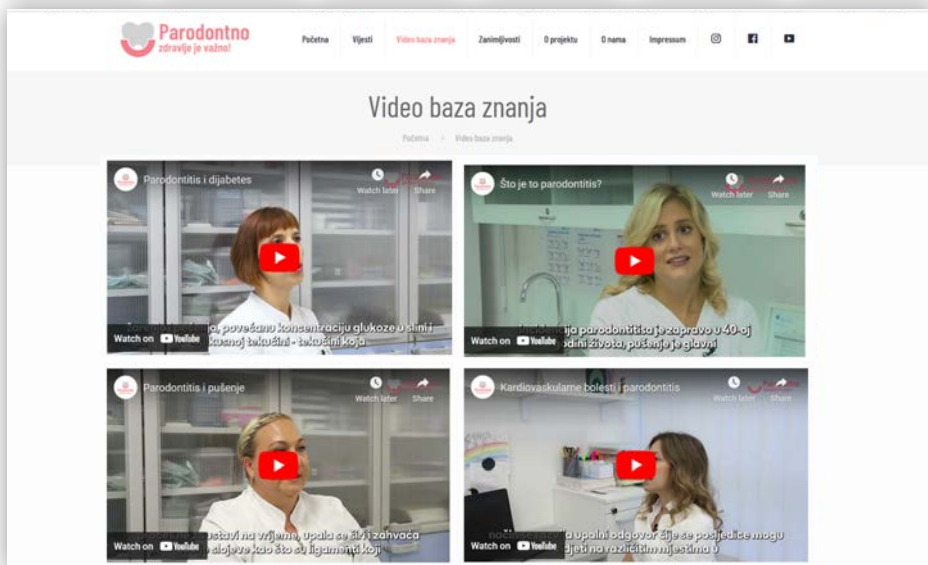 Parodontno
zdravlje je važno!
Početna Vijesti Video baza znanja Zanimljivosti O projektu O nama Impressum
Video baza znanja
Početna > Video baza znanja
Parodontitis i dijabetes
Watch later Share
povećanu koncentraciju glukoze u slini i
tekućini - tekućini koja
Watch on YouTube
Što je to parodontitis?
Watch later Share
Incidencija parodontitisa je zapravo u 40-oj
života, pušenje je glavni
Watch on YouTube
Parodontitis i pušenje
Watch later Share
na vrijeme, upala se širi i zahvaća
slojeve kao što su ligamenti koji
Watch on YouTube
Kardiovaskularne bolesti i parodontitis
Watch later Share
upalni odgovor čije se posljedice mogu
na različitim mjestima u
Watch on YouTube